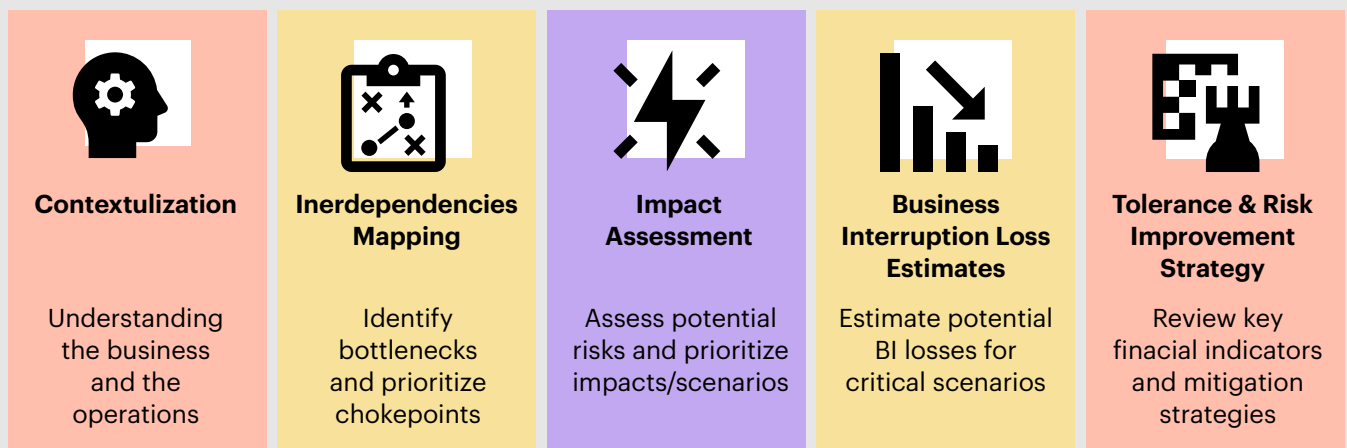 Contextulization
Understanding
the business
and the
operations
Inerdependencies
Mapping
Identify
bottlenecks
and prioritize
chokepoints
Impact
Assessment
Assess potential
risks and prioritize
impacts/scenarios
Business
Interruption Loss
Estimates
Estimate potential
BI losses for
critical scenarios
Tolerance & Risk
Improvement
Strategy
Review key
finacial indicators
and mitigation
strategies